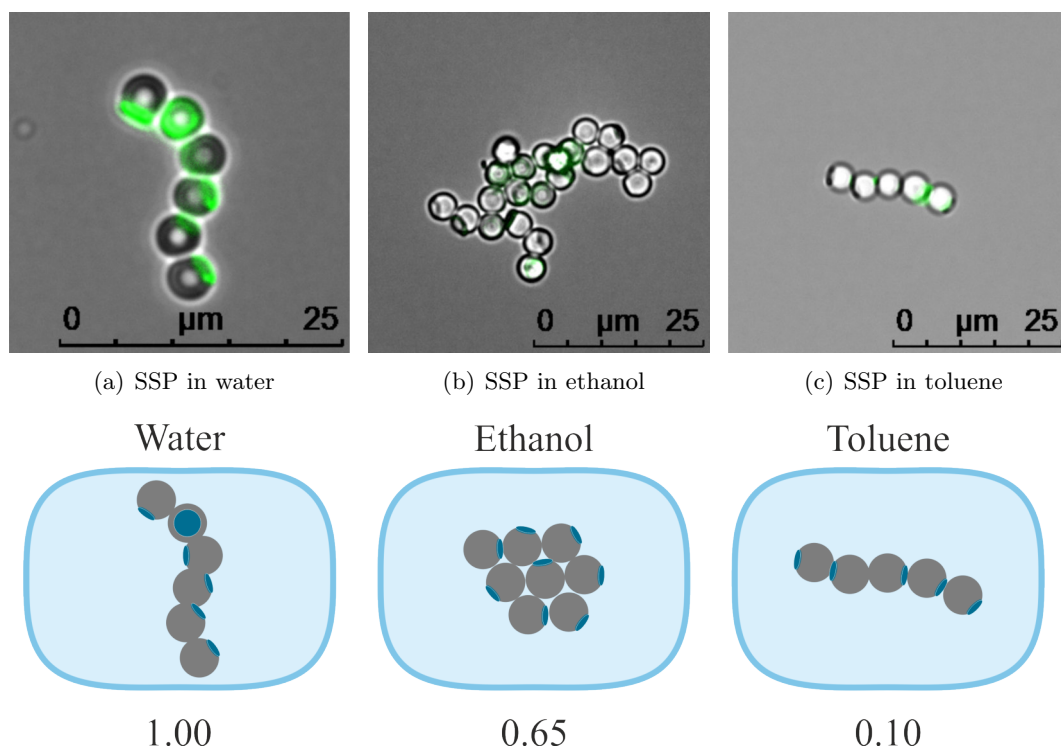 0 μm 25
0 μm 25
0 μm 25
(a) SSP in water
(b) SSP in ethanol
(c) SSP in toluene
Water
Ethanol
Toluene
1.00
0.65
0.10